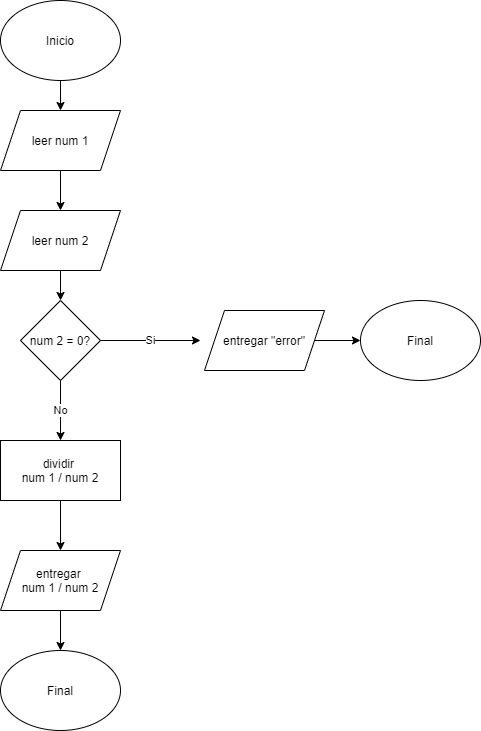 Inicio
leer num 1
leer num 2
num 2 = 0?
Si
entregar "error"
Final
No
dividir
num 1 / num 2
entregar
num 1 / num 2
Final